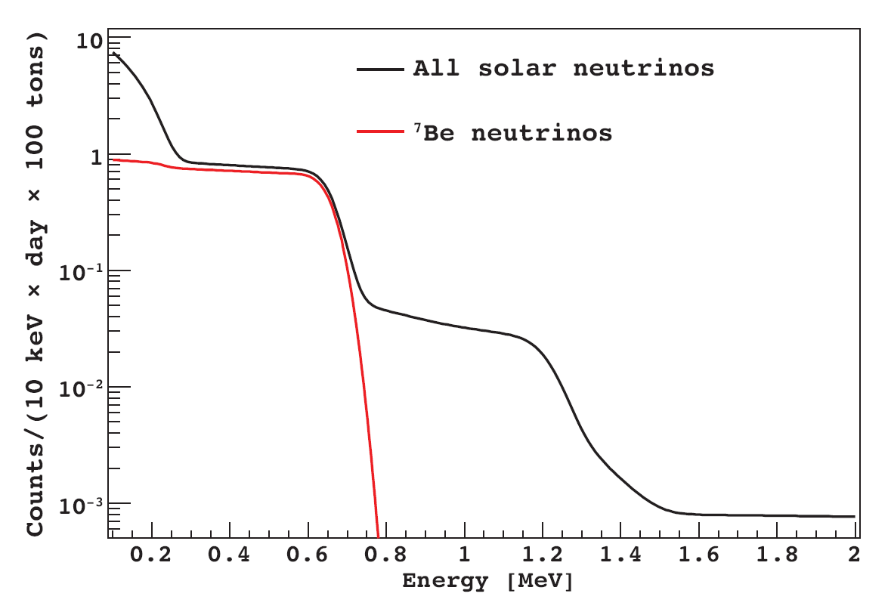 Counts/(10 keV × day × 100 tons)
10
1
10⁻¹
10⁻²
10⁻³
All solar neutrinos
⁷Be neutrinos
0.2 0.4 0.6 0.8 1 1.2 1.4 1.6 1.8 2
Energy [MeV]